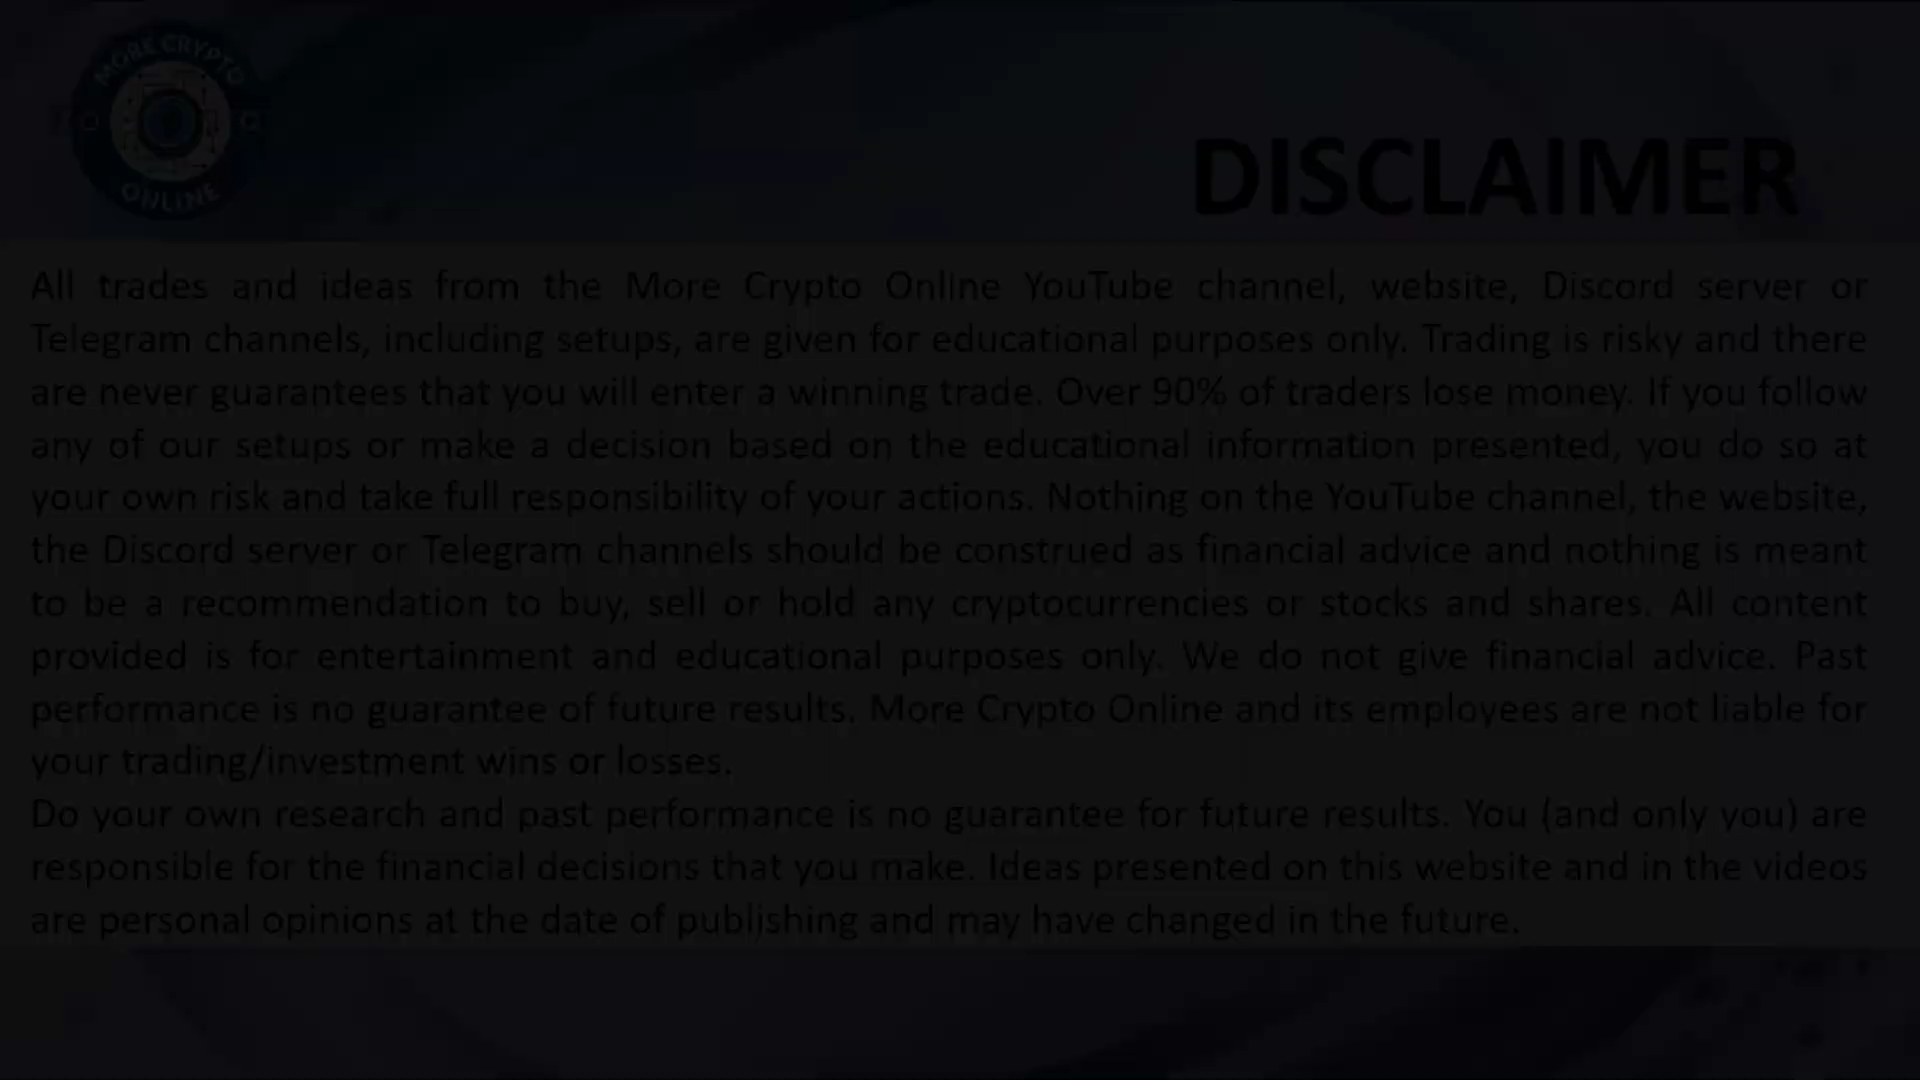 MORE CRYPTO
ONLINE
DISCLAIMER
All trades and ideas from the More Crypto Online YouTube channel, website, Discord server or
Telegram channels, including setups, are given for educational purposes only. Trading is risky and there
are never guarantees that you will enter a winning trade. Over 90% of traders lose money. If you follow
any of our setups or make a decision based on the educational information presented, you do so at
your own risk and take full responsibility of your actions. Nothing on the YouTube channel, the website,
the Discord server or Telegram channels should be construed as financial advice and nothing is meant
to be a recommendation to buy, sell or hold any cryptocurrencies or stocks and shares. All content
provided is for entertainment and educational purposes only. We do not give financial advice. Past
performance is no guarantee of future results. More Crypto Online and its employees are not liable for
your trading/investment wins or losses.
Do your own research and past performance is no guarantee for future results. You (and only you) are
responsible for the financial decisions that you make. Ideas presented on this website and in the videos
are personal opinions at the date of publishing and may have changed in the future.